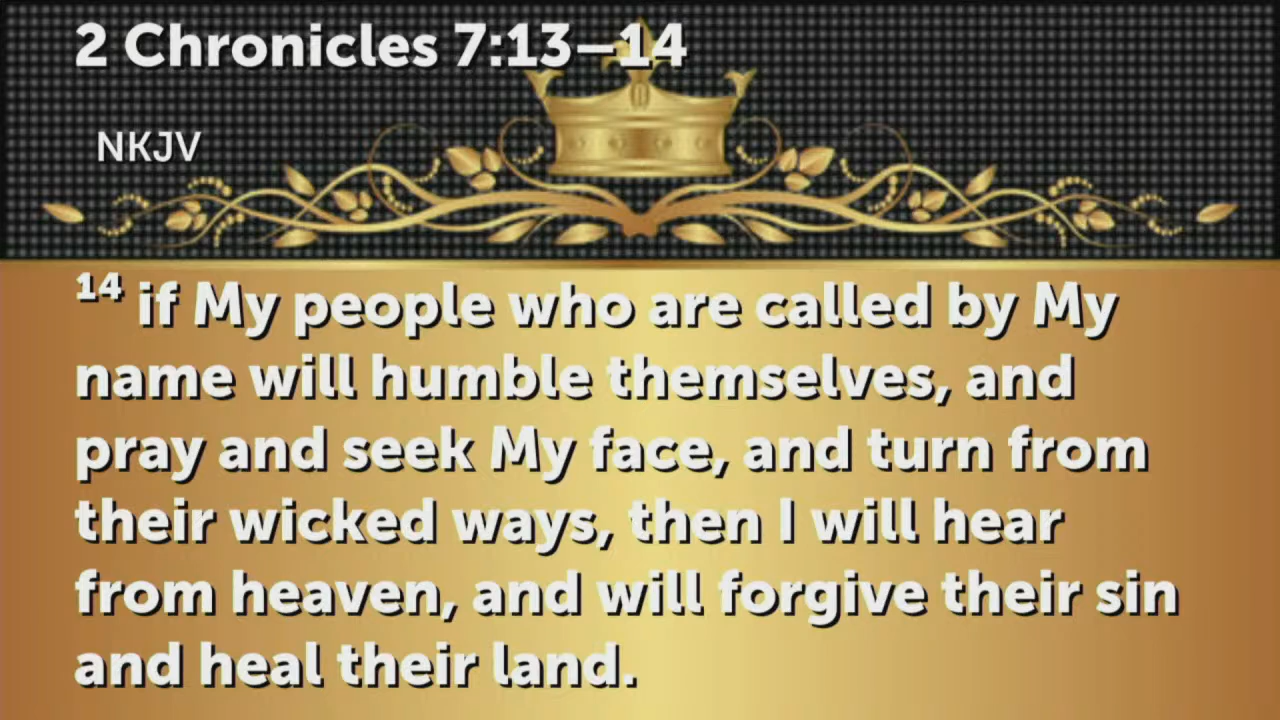 2 Chronicles 7:13–14
NKJV
14 if My people who are called by My
name will humble themselves, and
pray and seek My face, and turn from
their wicked ways, then I will hear
from heaven, and will forgive their sin
and heal their land.